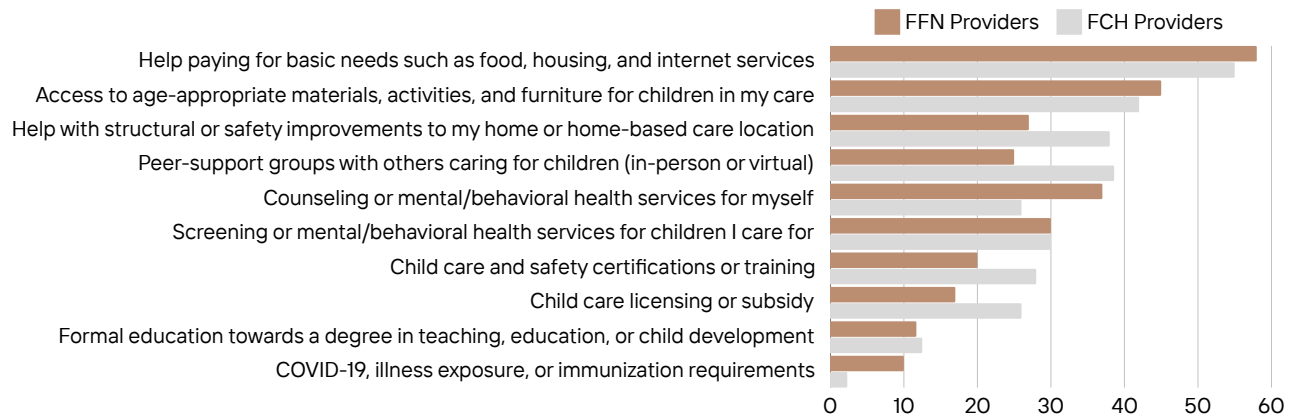 FFN Providers FCH Providers
Help paying for basic needs such as food, housing, and internet services
Access to age-appropriate materials, activities, and furniture for children in my care
Help with structural or safety improvements to my home or home-based care location
Peer-support groups with others caring for children (in-person or virtual)
Counseling or mental/behavioral health services for myself
Screening or mental/behavioral health services for children I care for
Child care and safety certifications or training
Child care licensing or subsidy
Formal education towards a degree in teaching, education, or child development
COVID-19, illness exposure, or immunization requirements
0 10 20 30 40 50 60